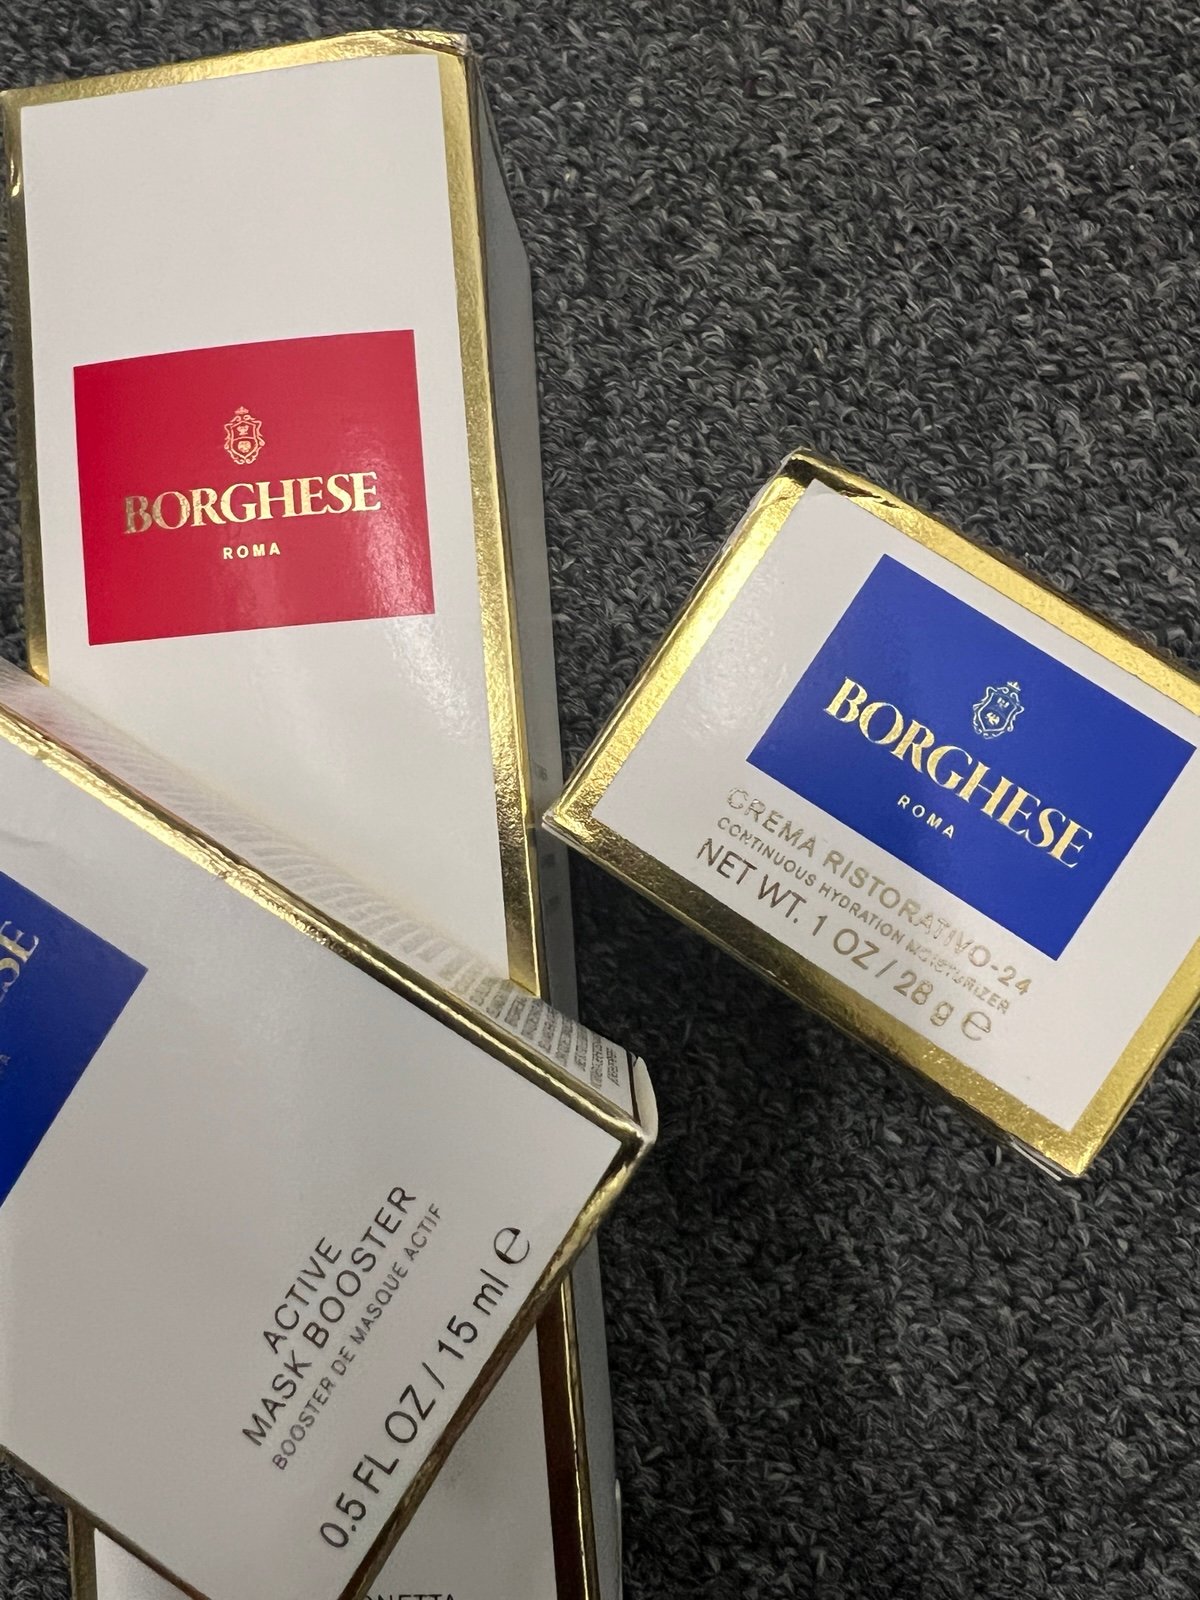 BORGHESE
ROMA
BORGHESE
ROMA
CREMA RISTORATIVO-24
CONTINUOUS HYDRATION MOISTURIZER
NET WT. 1 OZ / 28 g ℮
ACTIVE
MASK BOOSTER
BOOSTER DE MASQUE ACTIF
0.5 FL OZ / 15 ml ℮